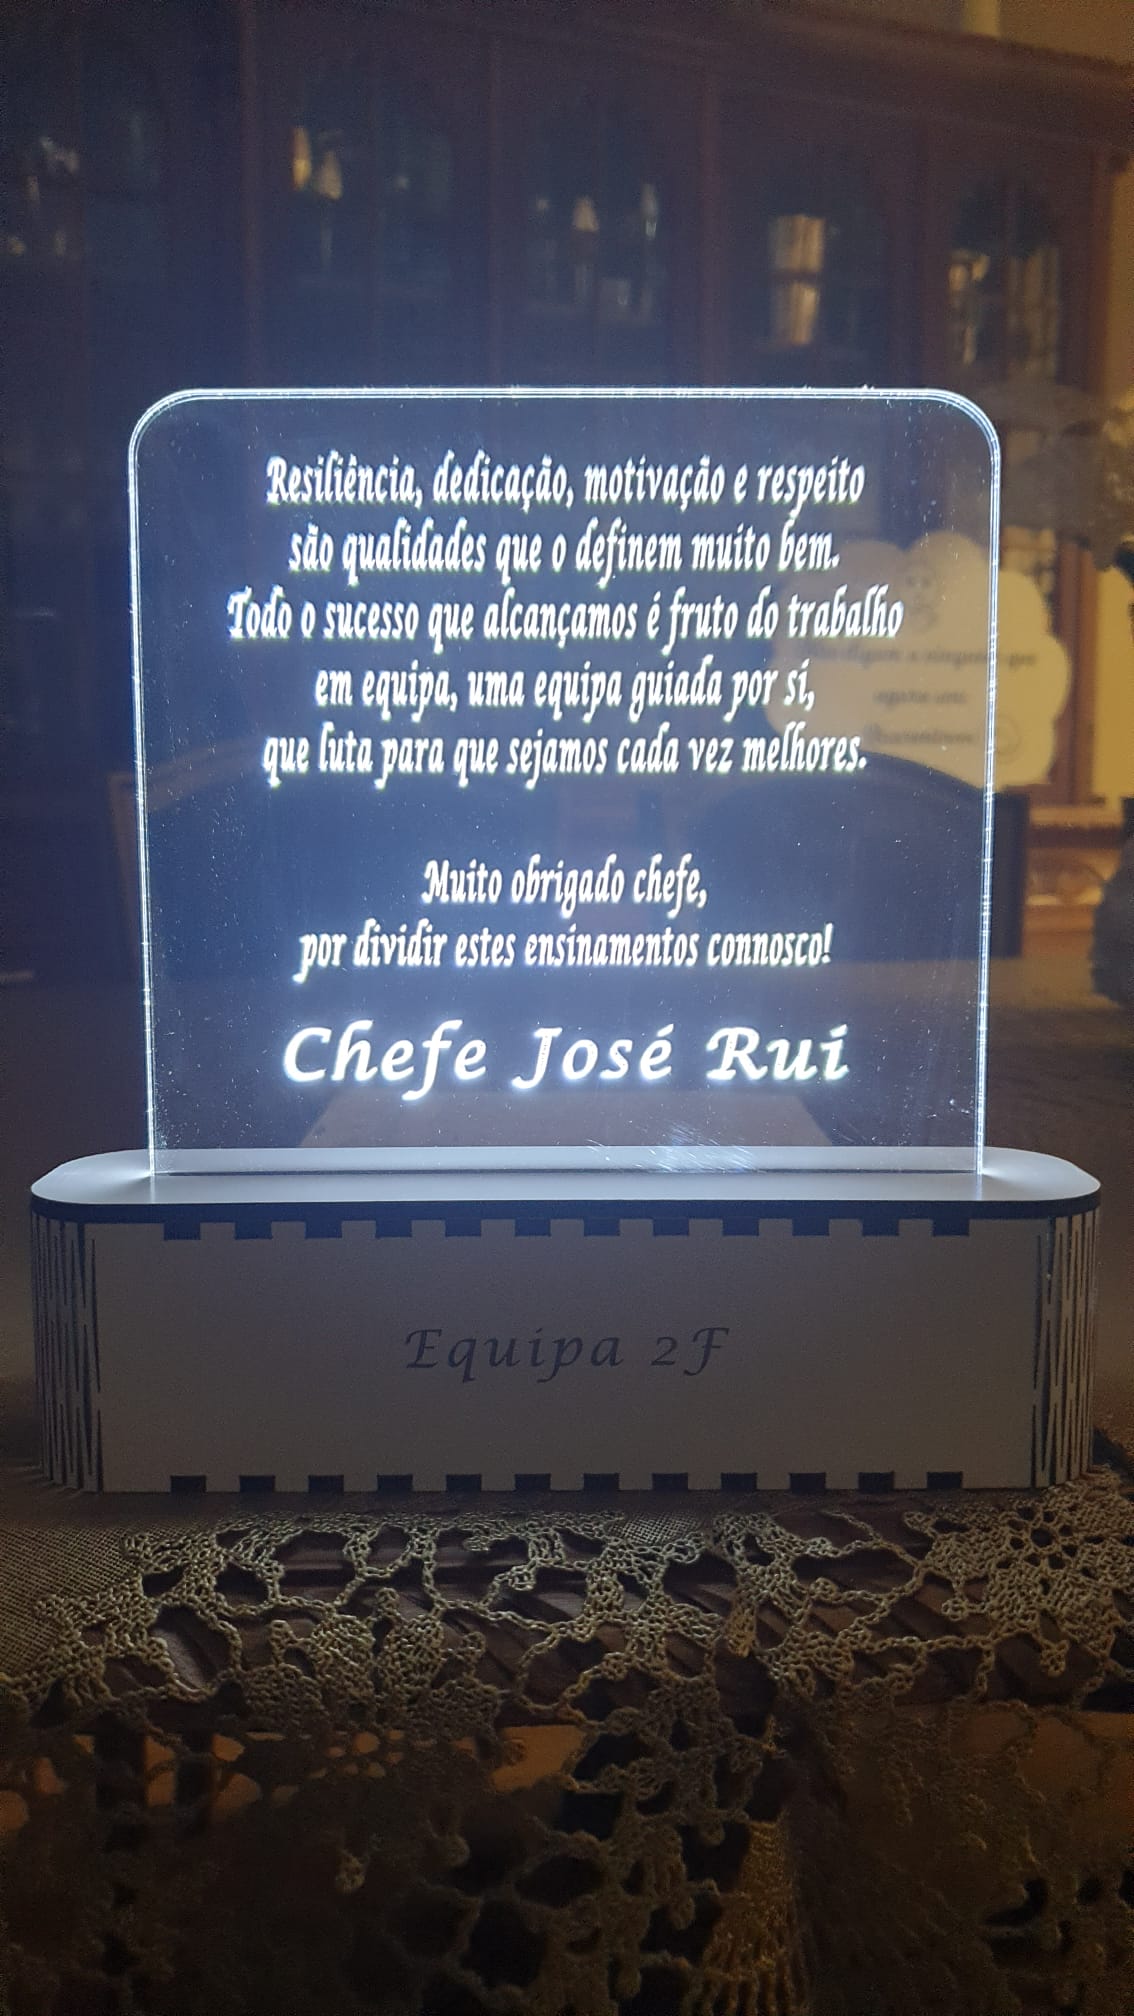 Resiliência, dedicação, motivação e respeito
são qualidades que o definem muito bem.
Todo o sucesso que alcançamos é fruto do trabalho
em equipa, uma equipa guiada por si,
que luta para que sejamos cada vez melhores.
Muito obrigado chefe,
por dividir estes ensinamentos connosco!
Chefe José Rui
Equipa 2F